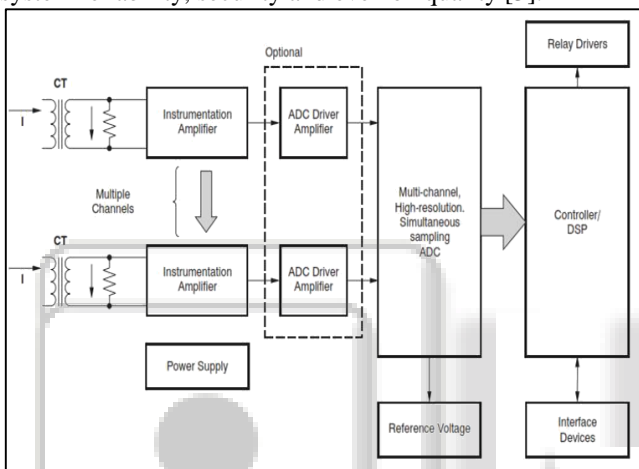 Optional
Relay Drivers
CT
I
Instrumentation
Amplifier
ADC Driver
Amplifier
Multiple
Channels
Multi-channel,
High-resolution.
Simultaneous
sampling
ADC
Controller/
DSP
CT
I
Instrumentation
Amplifier
ADC Driver
Amplifier
Power Supply
Reference Voltage
Interface
Devices